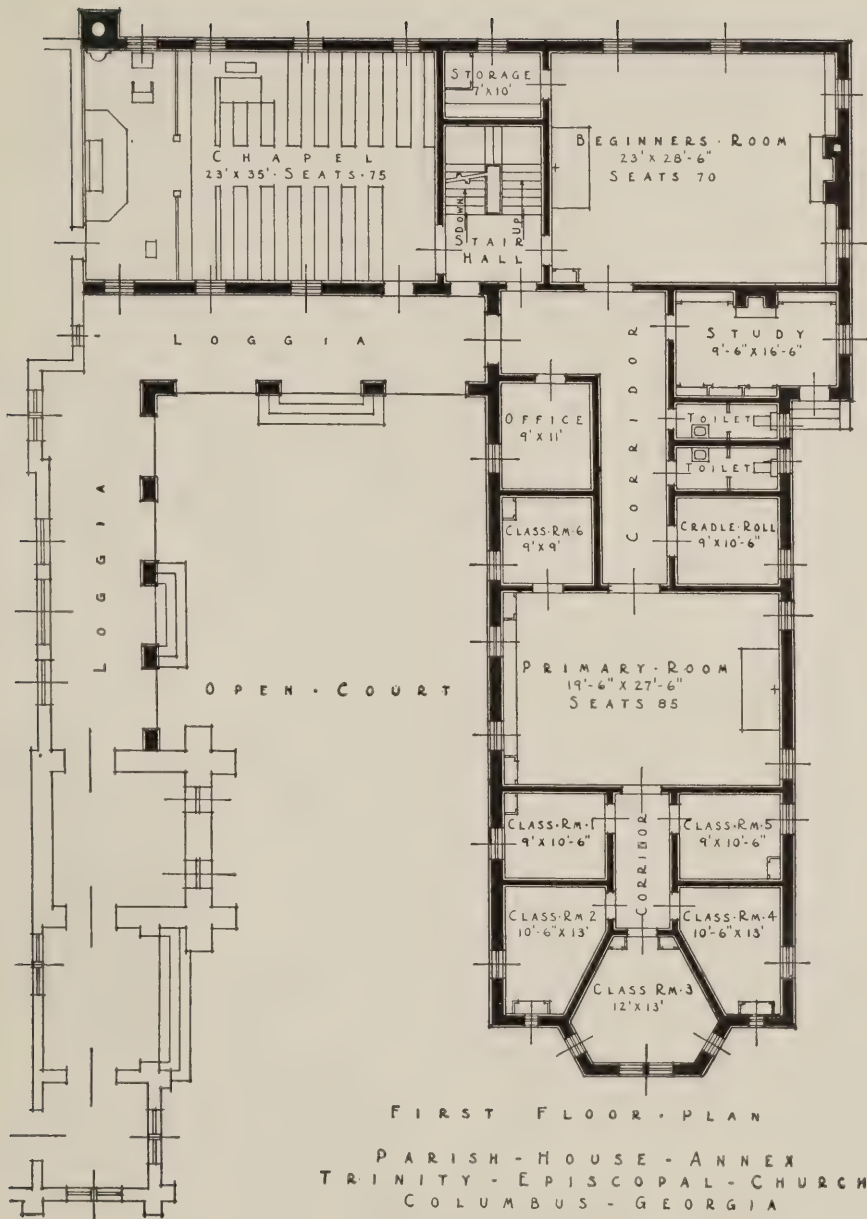 STORAGE
7' X 10'
CHAPEL
23' X 35' · SEATS · 75
BEGINNERS · ROOM
23' X 28'-6"
SEATS 70
DOWN
UP
STAIR
HALL
LOGGIA
STUDY
9'-6" X 16'-6"
OFFICE
9' X 11'
CORRIDOR
TOILET
TOILET
CLASS · RM · 6
9' X 9'
CRADLE · ROLL
9' X 10'-6"
LOGGIA
OPEN · COURT
PRIMARY · ROOM
19'-6" X 27'-6"
SEATS 85
CLASS · RM · 1
9' X 10'-6"
CORRIDOR
CLASS · RM · 5
9' X 10'-6"
CLASS · RM 2
10'-6" X 13'
CLASS · RM · 4
10'-6" X 13'
CLASS RM · 3
12' X 13'
FIRST FLOOR · PLAN
PARISH - HOUSE - ANNEX
TRINITY - EPISCOPAL - CHURCH
COLUMBUS - GEORGIA